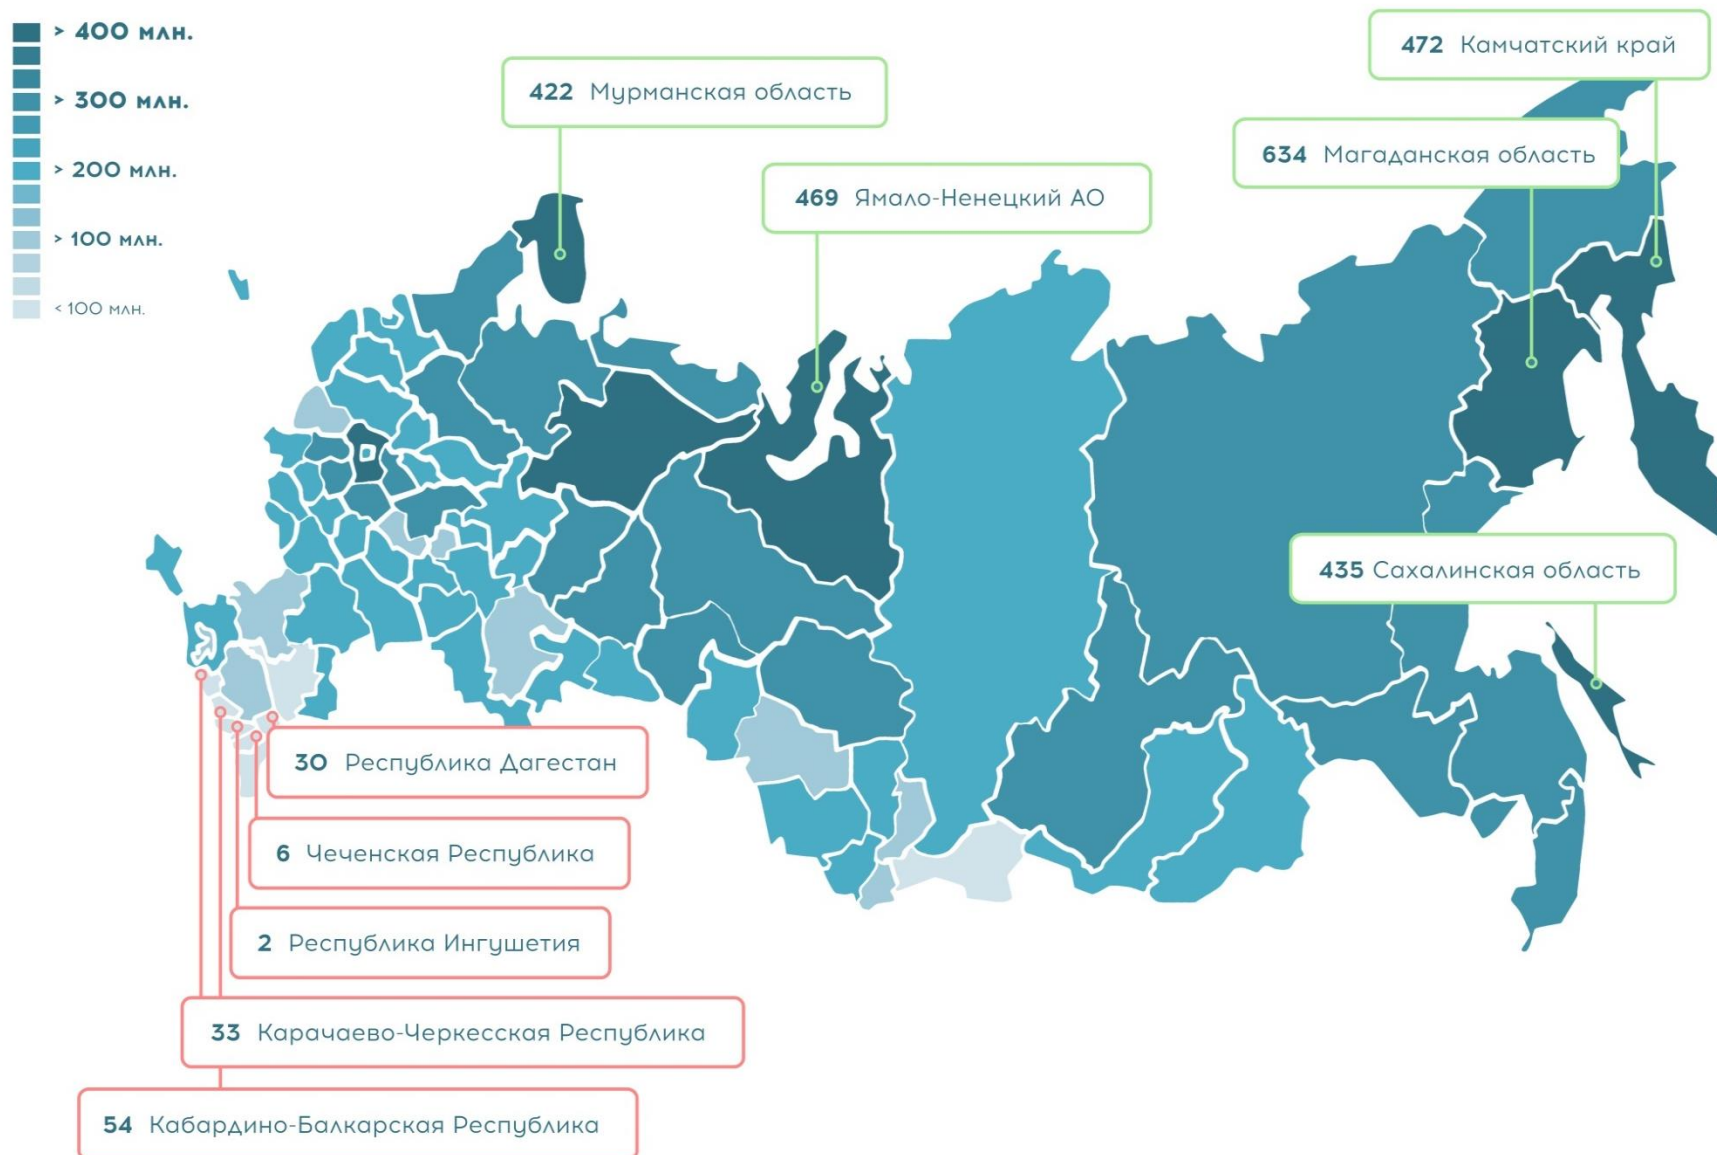 > 400 млн.
> 300 млн.
> 200 млн.
> 100 млн.
< 100 млн.
422 Мурманская область
469 Ямало-Ненецкий АО
472 Камчатский край
634 Магаданская область
435 Сахалинская область
30 Республика Дагестан
6 Чеченская Республика
2 Республика Ингушетия
33 Карачаево-Черкесская Республика
54 Кабардино-Балкарская Республика